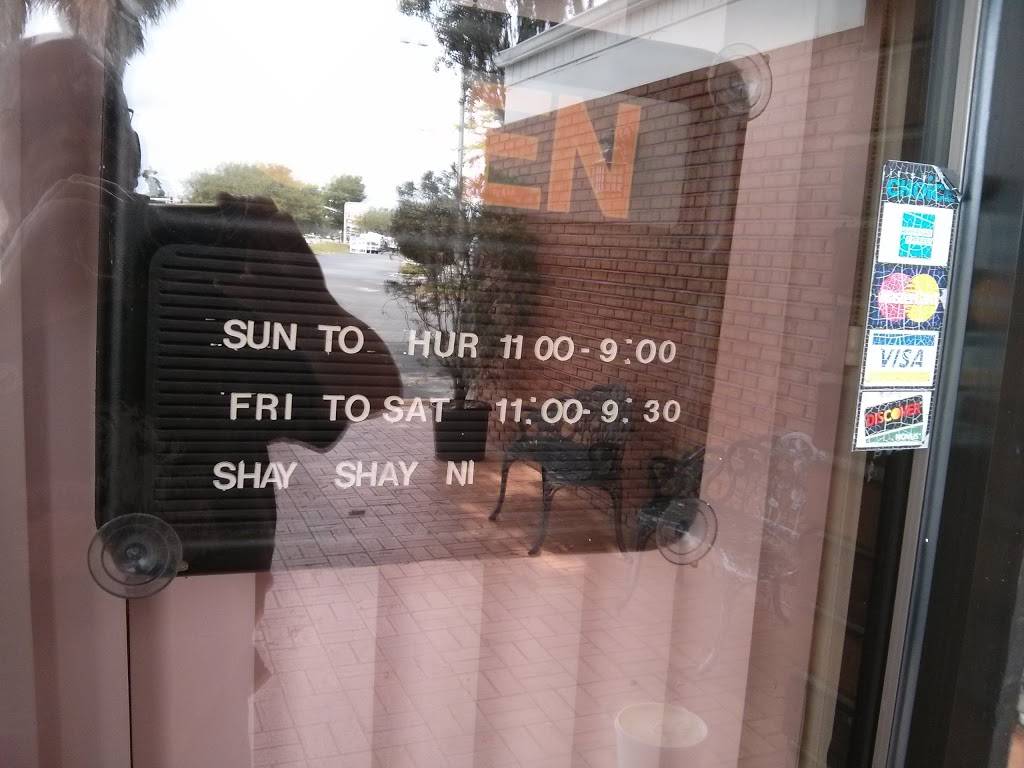 EN
SUN TO HUR 11 00 - 9:00
FRI TO SAT 11:00- 9:30
SHAY SHAY NI
VISA
DISCOVER